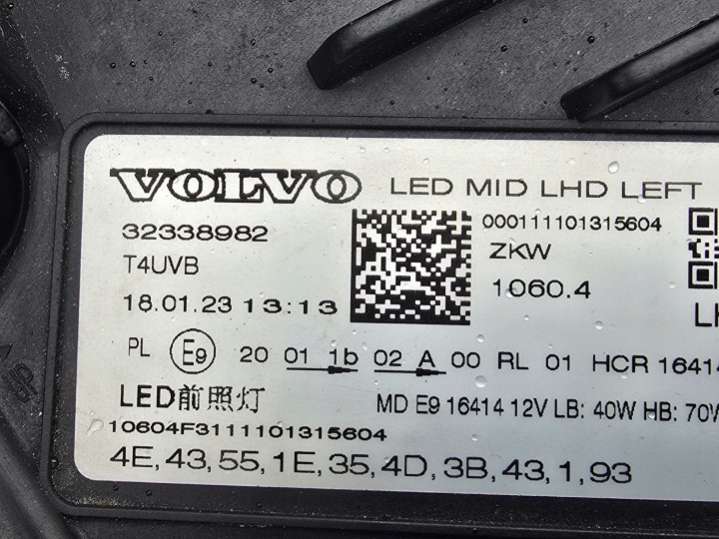 VOLVO LED MID LHD LEFT
32338982
000111101315604
T4UVB
ZKW
18.01.23 13:13
1060.4
PL E9 20 01 1b 02 A 00 RL 01 HCR 16414
LED前照灯
MD E9 16414 12V LB: 40W HB: 70W
10604F3111101315604
4E,43,55,1E,35,4D,3B,43,1,93